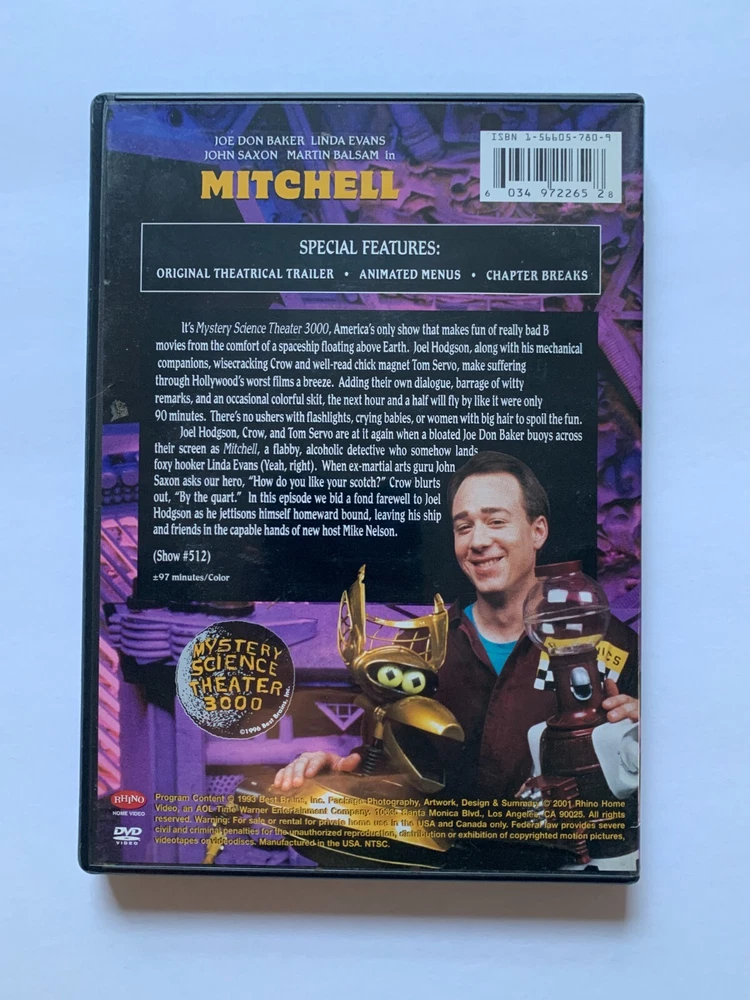 ISBN 1-56605-780-9
6 034 972265 2 8
JOE DON BAKER LINDA EVANS
JOHN SAXON MARTIN BALSAM in
MITCHELL
SPECIAL FEATURES:
ORIGINAL THEATRICAL TRAILER • ANIMATED MENUS • CHAPTER BREAKS
It's Mystery Science Theater 3000, America's only show that makes fun of really bad B
movies from the comfort of a spaceship floating above Earth. Joel Hodgson, along with his mechanical
companions, wisecracking Crow and well-read chick magnet Tom Servo, make suffering
through Hollywood's worst films a breeze. Adding their own dialogue, barrage of witty
remarks, and an occasional colorful skit, the next hour and a half will fly by like it were only
90 minutes. There's no ushers with flashlights, crying babies, or women with big hair to spoil the fun.
Joel Hodgson, Crow, and Tom Servo are at it again when a bloated Joe Don Baker buoys across
their screen as Mitchell, a flabby, alcoholic detective who somehow lands
foxy hooker Linda Evans (Yeah, right). When ex-martial arts guru John
Saxon asks our hero, "How do you like your scotch?" Crow blurts
out, "By the quart." In this episode we bid a fond farewell to Joel
Hodgson as he jettisons himself homeward bound, leaving his ship
and friends in the capable hands of new host Mike Nelson.
(Show #512)
±97 minutes/Color
MYSTERY
SCIENCE
THEATER
3000
©1996 Best Brains, Inc.
RHINO
HOME VIDEO
DVD
VIDEO
Program Content © 1993 Best Brains, Inc. Package Photography, Artwork, Design & Summary © 2001 Rhino Home
Video, an AOL Time Warner Entertainment Company. Santa Monica Blvd., Los Angeles, CA 90025. All rights
reserved. Warning: For sale or rental for private home use in the USA and Canada only. Federal law provides severe
civil and criminal penalties for the unauthorized reproduction, distribution or exhibition of copyrighted motion pictures,
videotapes or videodiscs. Manufactured in the USA. NTSC.